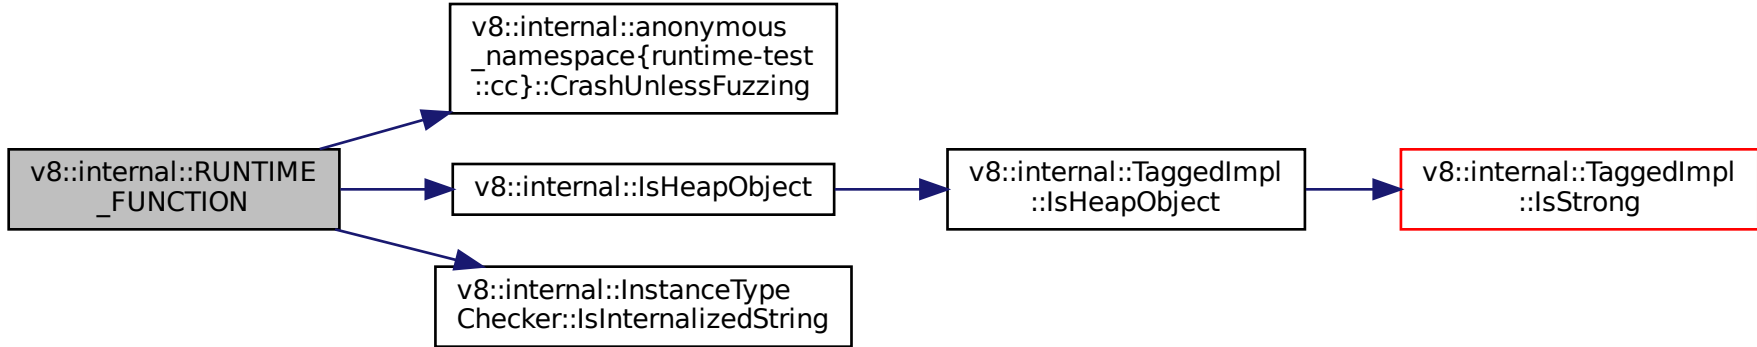 v8::internal::anonymous
_namespace{runtime-test
::cc}::CrashUnlessFuzzing
v8::internal::RUNTIME
_FUNCTION
v8::internal::IsHeapObject
v8::internal::TaggedImpl
::IsHeapObject
v8::internal::TaggedImpl
::IsStrong
v8::internal::InstanceType
Checker::IsInternalizedString